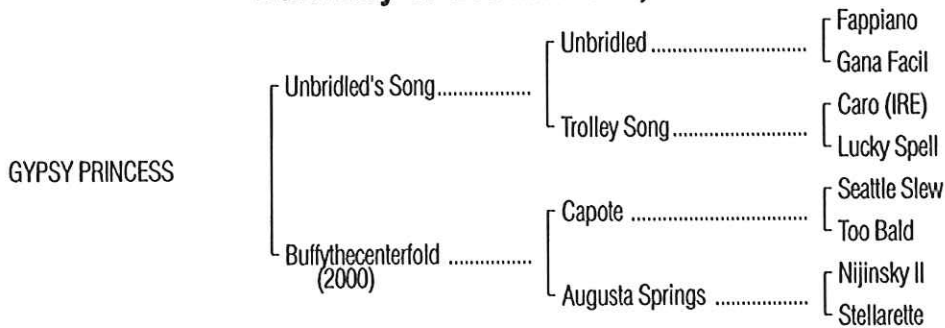 Fappiano
Unbridled
Gana Facil
Unbridled's Song
Caro (IRE)
Trolley Song
Lucky Spell
GYPSY PRINCESS
Seattle Slew
Capote
Too Bald
Buffythecenterfold
(2000)
Nijinsky II
Augusta Springs
Stellarette